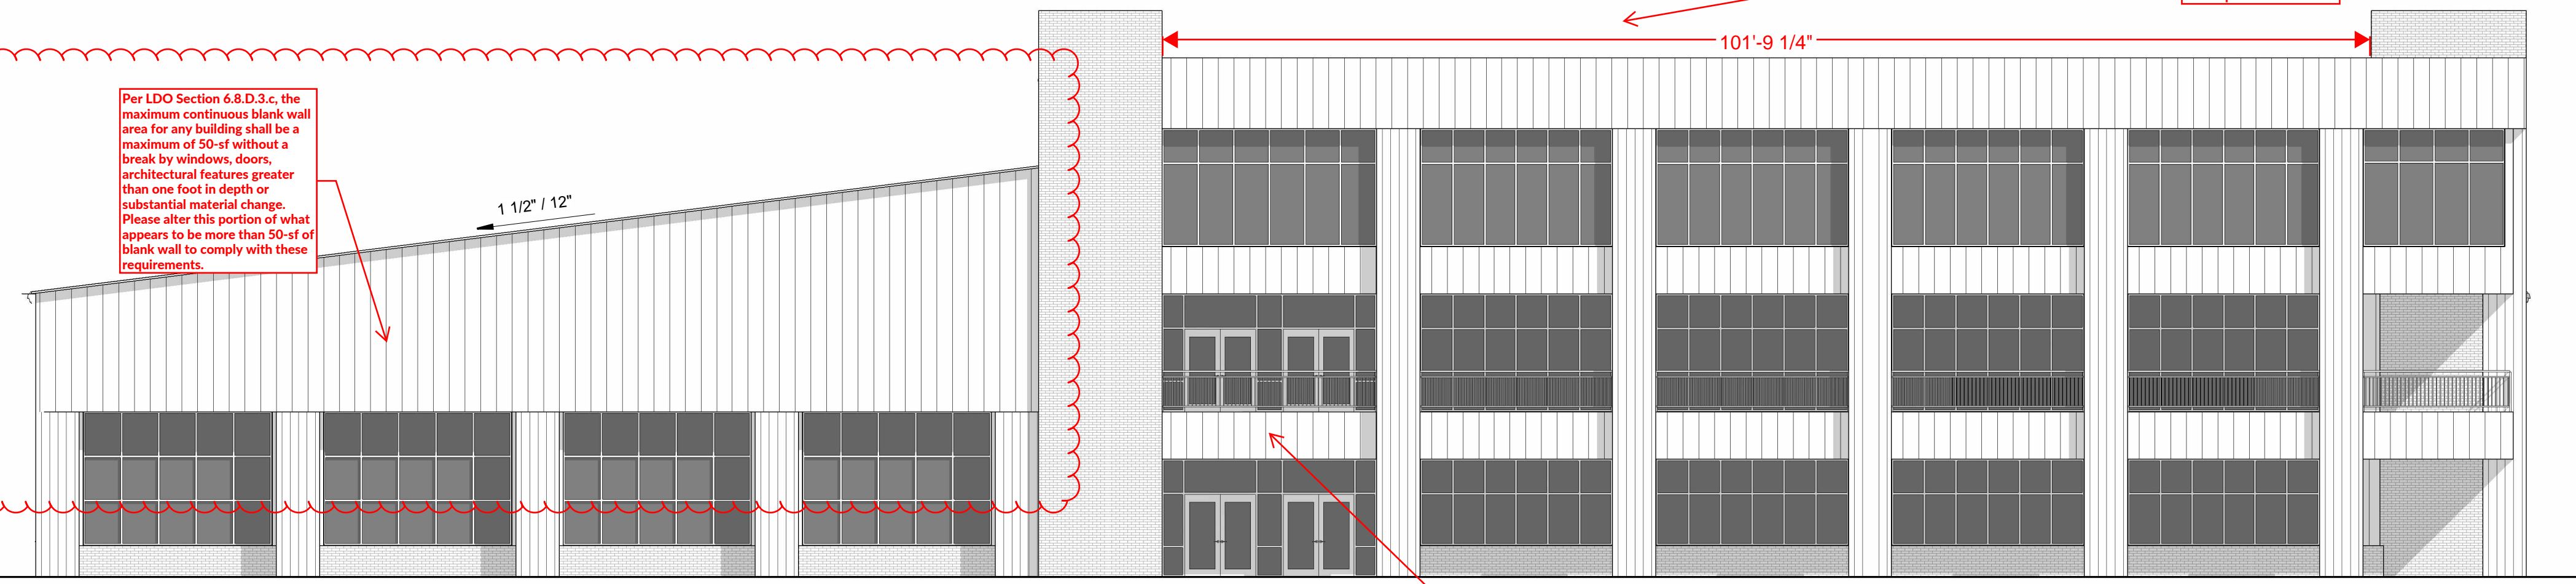 101'-9 1/4"
Per LDO Section 6.8.D.3.c, the
maximum continuous blank wall
area for any building shall be a
maximum of 50-sf without a
break by windows, doors,
architectural features greater
than one foot in depth or
substantial material change.
Please alter this portion of what
appears to be more than 50-sf of
blank wall to comply with these
requirements.
1 1/2" / 12"